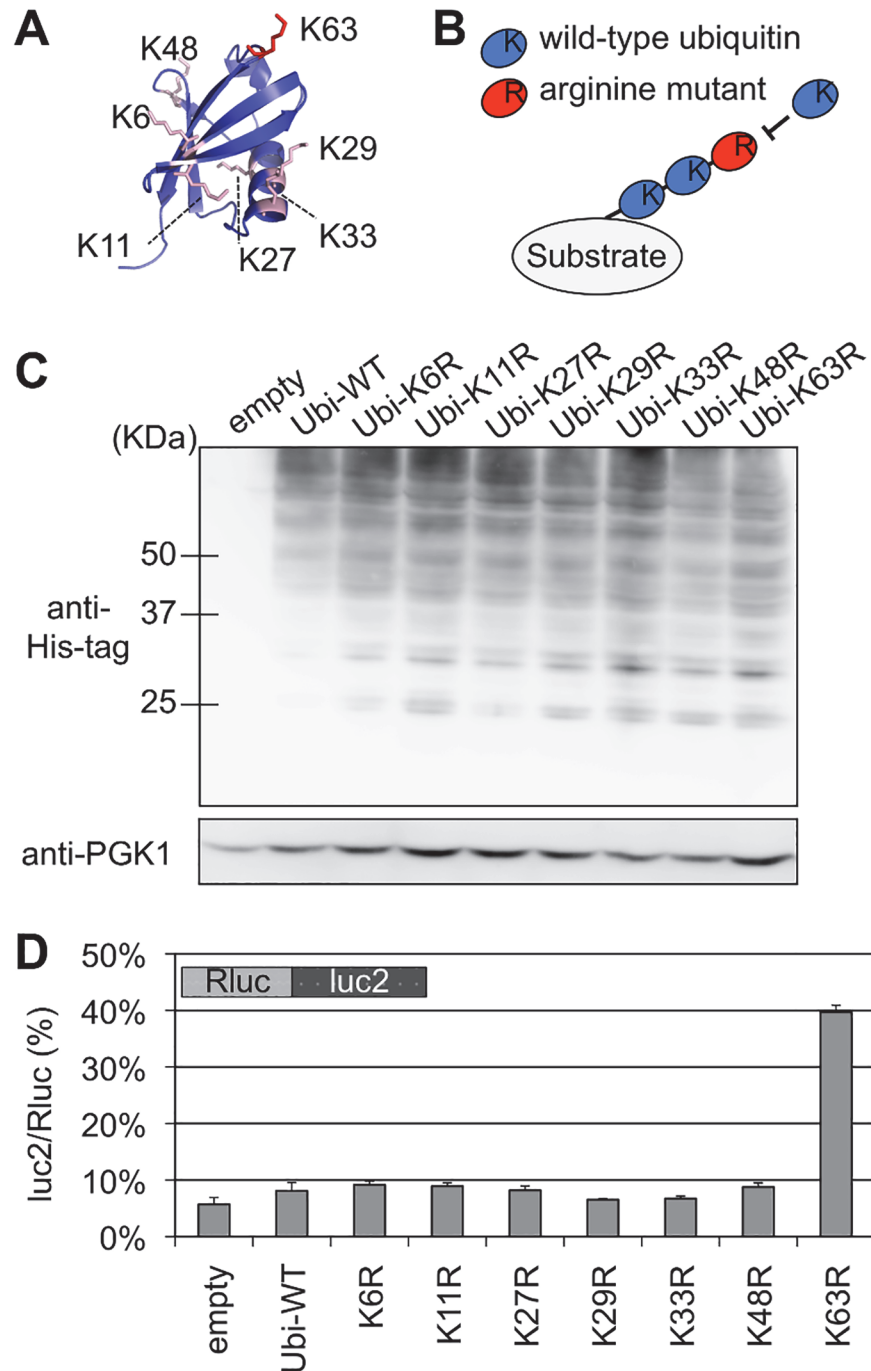 A
K63
K48
K6
K29
K33
K27
K11
B
K wild-type ubiquitin
R arginine mutant
K
R
K
K
Substrate
C
empty
Ubi-WT
Ubi-K6R
Ubi-K11R
Ubi-K27R
Ubi-K29R
Ubi-K33R
Ubi-K48R
Ubi-K63R
(KDa)
50
37
25
anti-
His-tag
anti-PGK1
D
luc2/Rluc (%)
50%
40%
30%
20%
10%
0%
Rluc luc2
empty
Ubi-WT
K6R
K11R
K27R
K29R
K33R
K48R
K63R